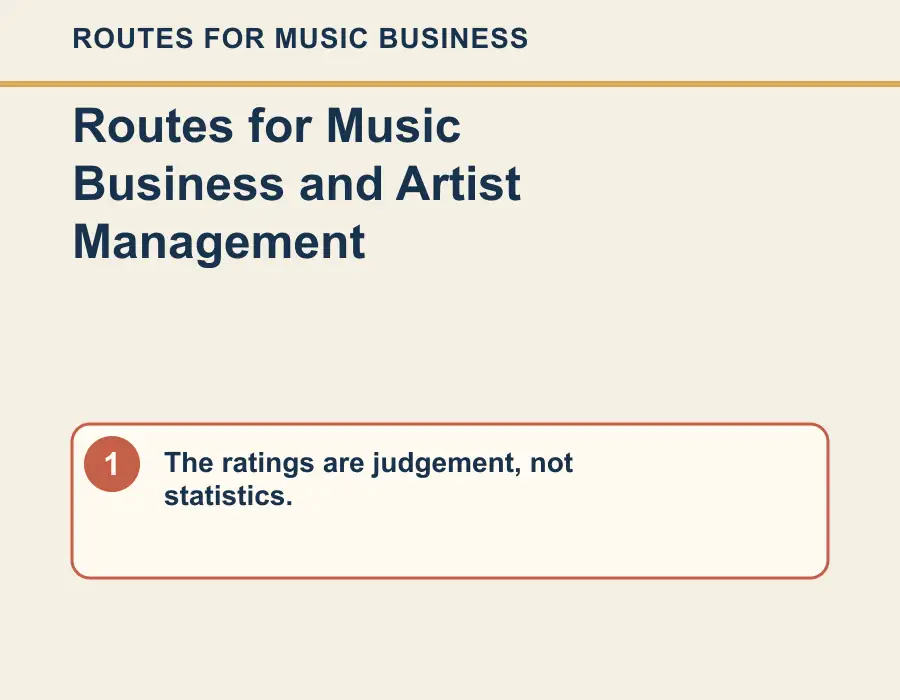 ROUTES FOR MUSIC BUSINESS
Routes for Music
Business and Artist
Management
1
The ratings are judgement, not
statistics.